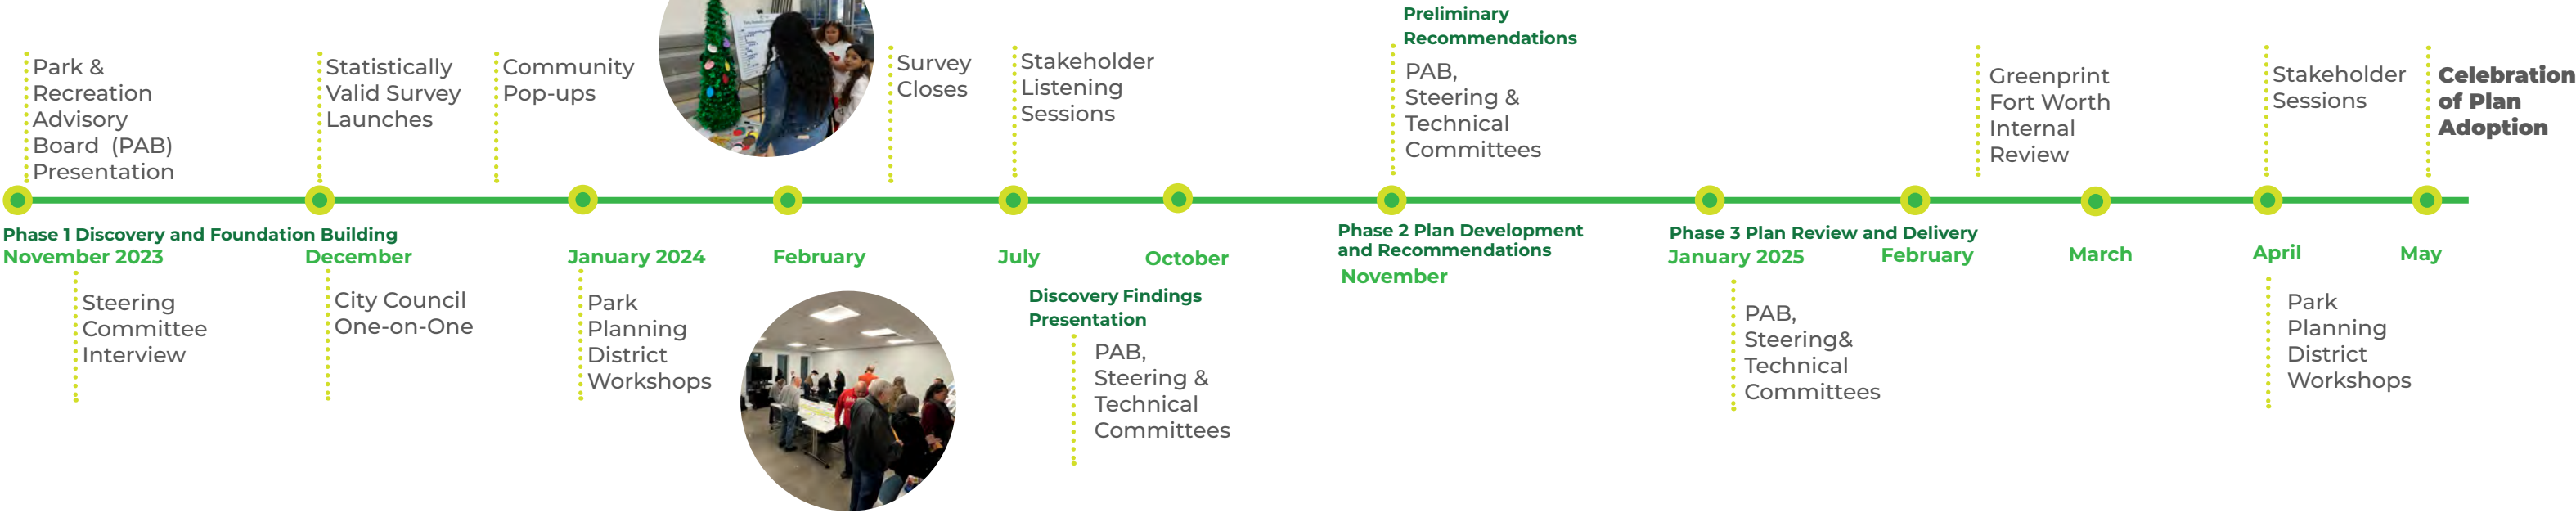 Park &
Recreation
Advisory
Board (PAB)
Presentation
Statistically
Valid Survey
Launches
Community
Pop-ups
Survey
Closes
Stakeholder
Listening
Sessions
Preliminary
Recommendations
PAB,
Steering &
Technical
Committees
Greenprint
Fort Worth
Internal
Review
Stakeholder
Sessions
Celebration
of Plan
Adoption
Phase 1 Discovery and Foundation Building
November 2023
December
January 2024
February
July
October
Phase 2 Plan Development
and Recommendations
November
Phase 3 Plan Review and Delivery
January 2025
February
March
April
May
Steering
Committee
Interview
City Council
One-on-One
Park
Planning
District
Workshops
Discovery Findings
Presentation
PAB,
Steering &
Technical
Committees
PAB,
Steering&
Technical
Committees
Park
Planning
District
Workshops